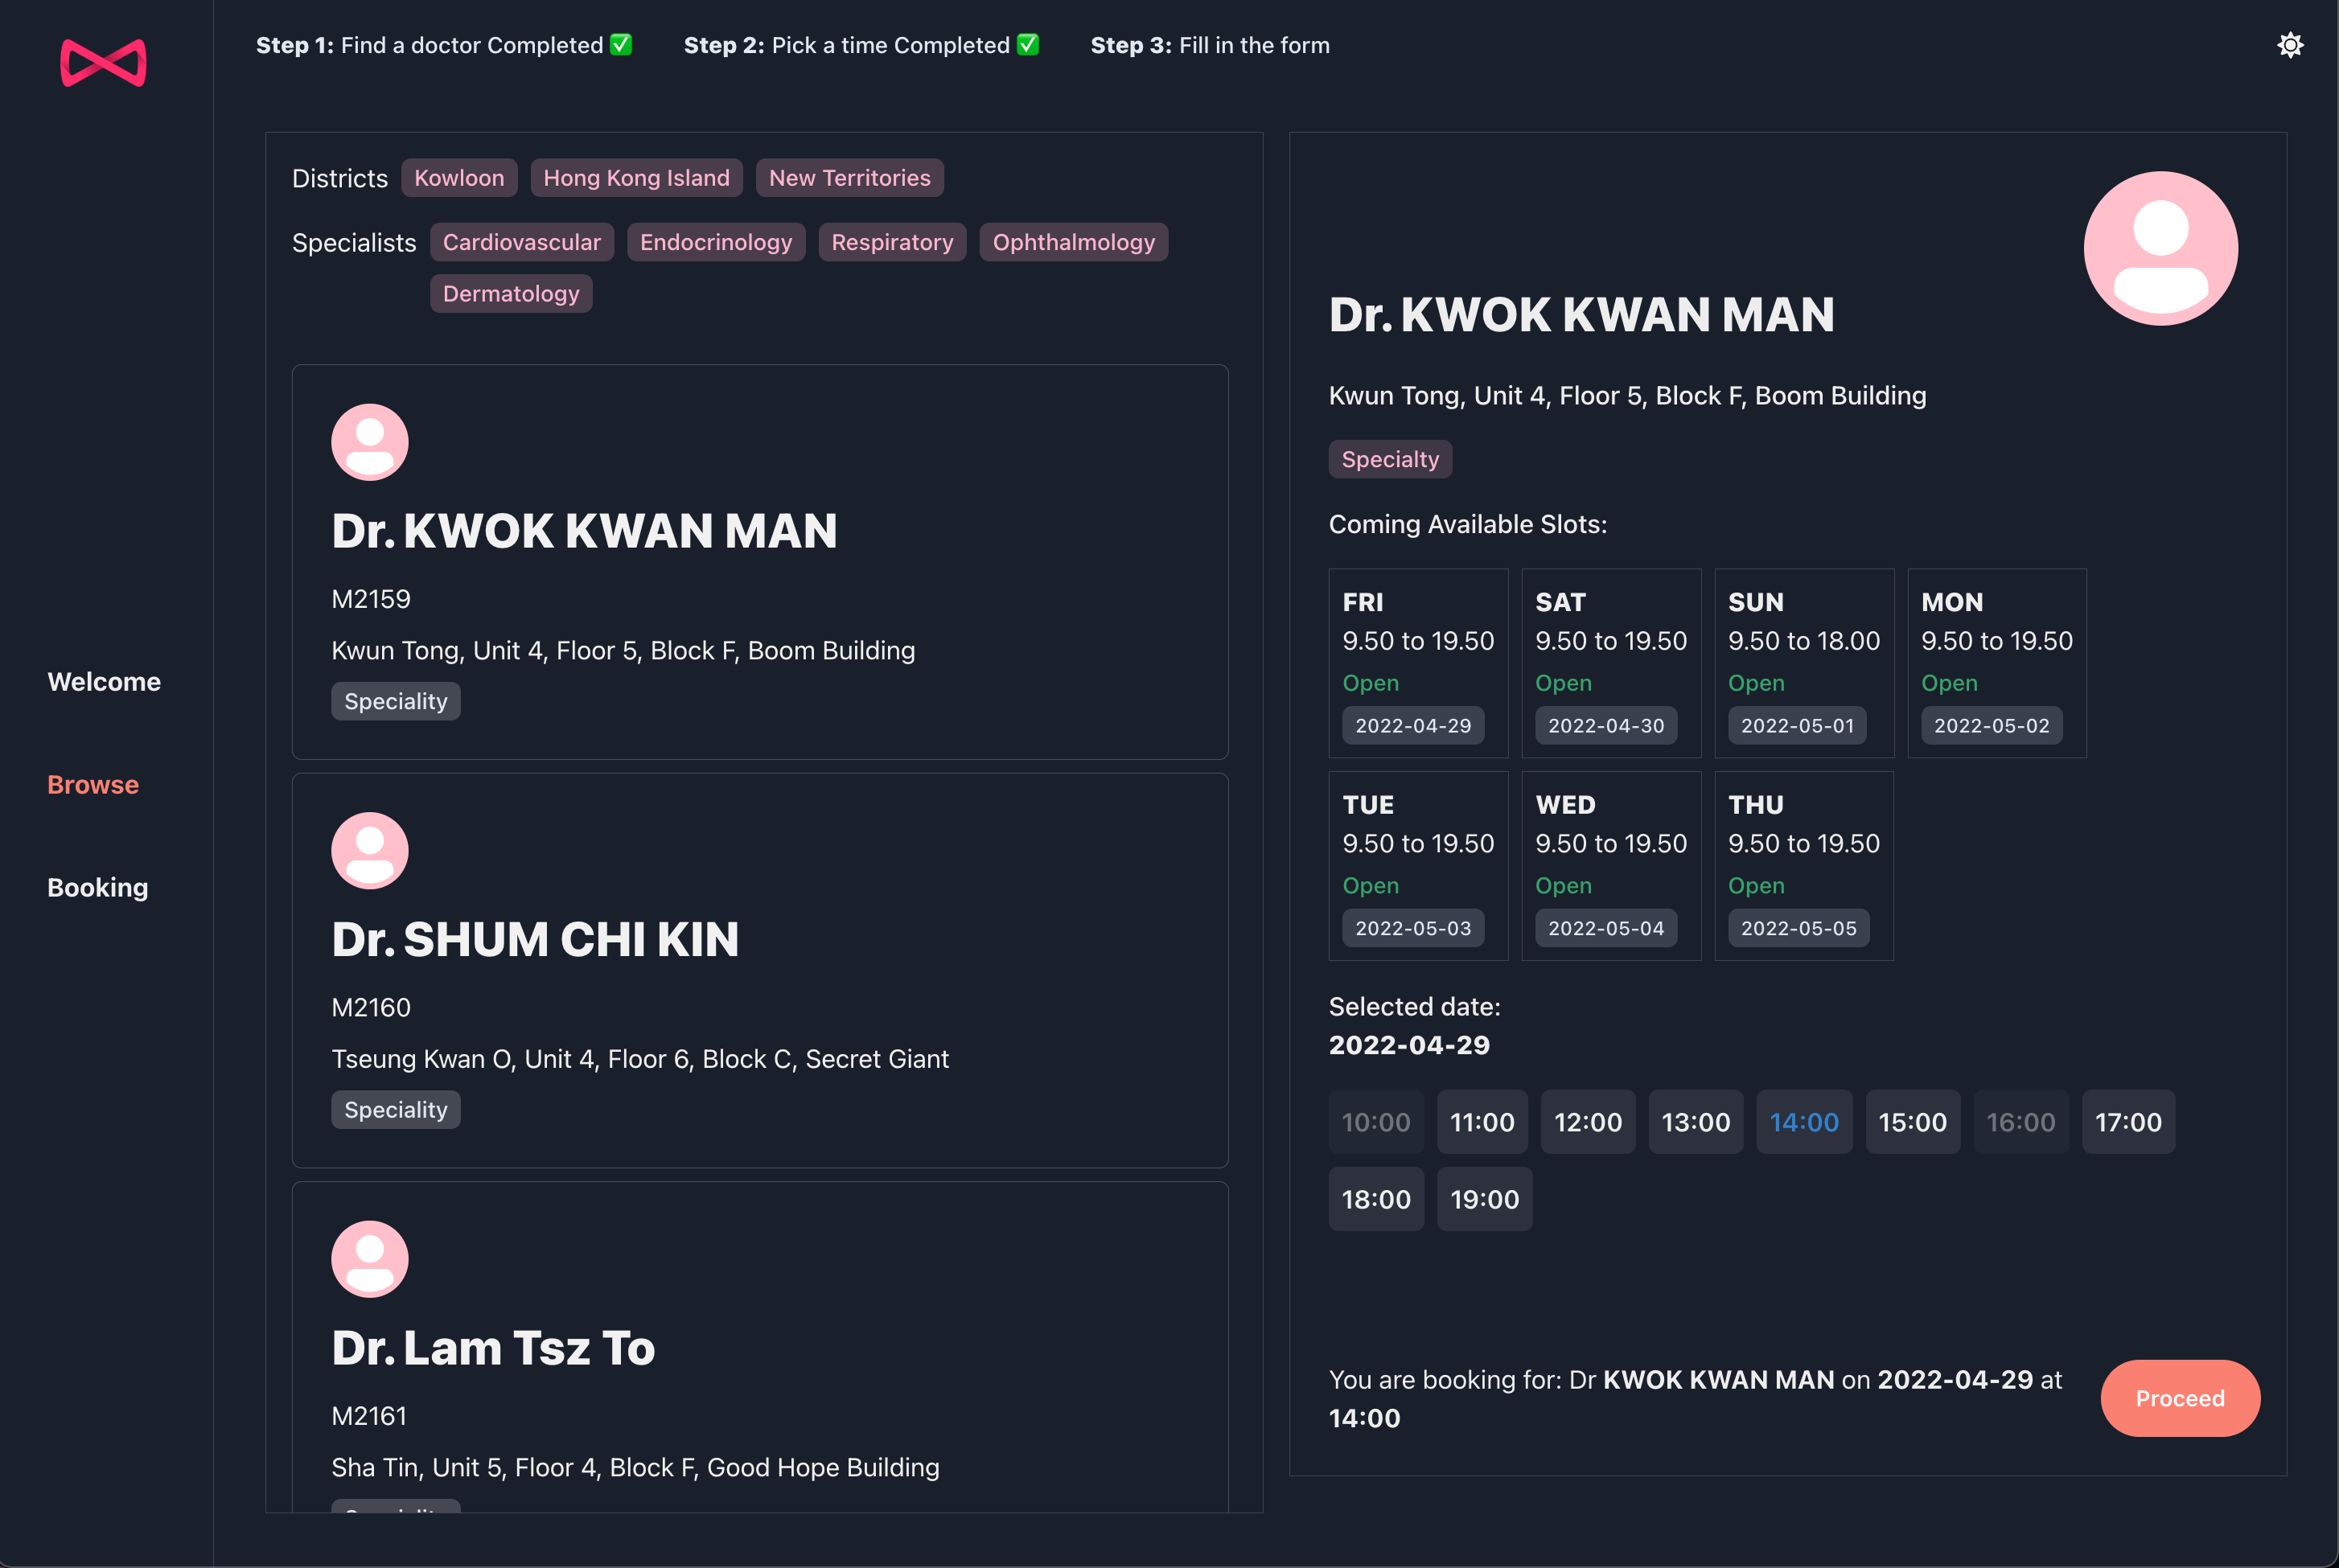 Step 1: Find a doctor Completed ✅ Step 2: Pick a time Completed ✅ Step 3: Fill in the form
Welcome
Browse
Booking
Districts Kowloon Hong Kong Island New Territories
Specialists Cardiovascular Endocrinology Respiratory Ophthalmology
Dermatology
Dr. KWOK KWAN MAN
M2159
Kwun Tong, Unit 4, Floor 5, Block F, Boom Building
Speciality
Dr. SHUM CHI KIN
M2160
Tseung Kwan O, Unit 4, Floor 6, Block C, Secret Giant
Speciality
Dr. Lam Tsz To
M2161
Sha Tin, Unit 5, Floor 4, Block F, Good Hope Building
Dr. KWOK KWAN MAN
Kwun Tong, Unit 4, Floor 5, Block F, Boom Building
Specialty
Coming Available Slots:
FRI SAT SUN MON
9.50 to 19.50 9.50 to 19.50 9.50 to 18.00 9.50 to 19.50
Open Open Open Open
2022-04-29 2022-04-30 2022-05-01 2022-05-02
TUE WED THU
9.50 to 19.50 9.50 to 19.50 9.50 to 19.50
Open Open Open
2022-05-03 2022-05-04 2022-05-05
Selected date:
2022-04-29
10:00 11:00 12:00 13:00 14:00 15:00 16:00 17:00
18:00 19:00
You are booking for: Dr KWOK KWAN MAN on 2022-04-29 at
14:00
Proceed